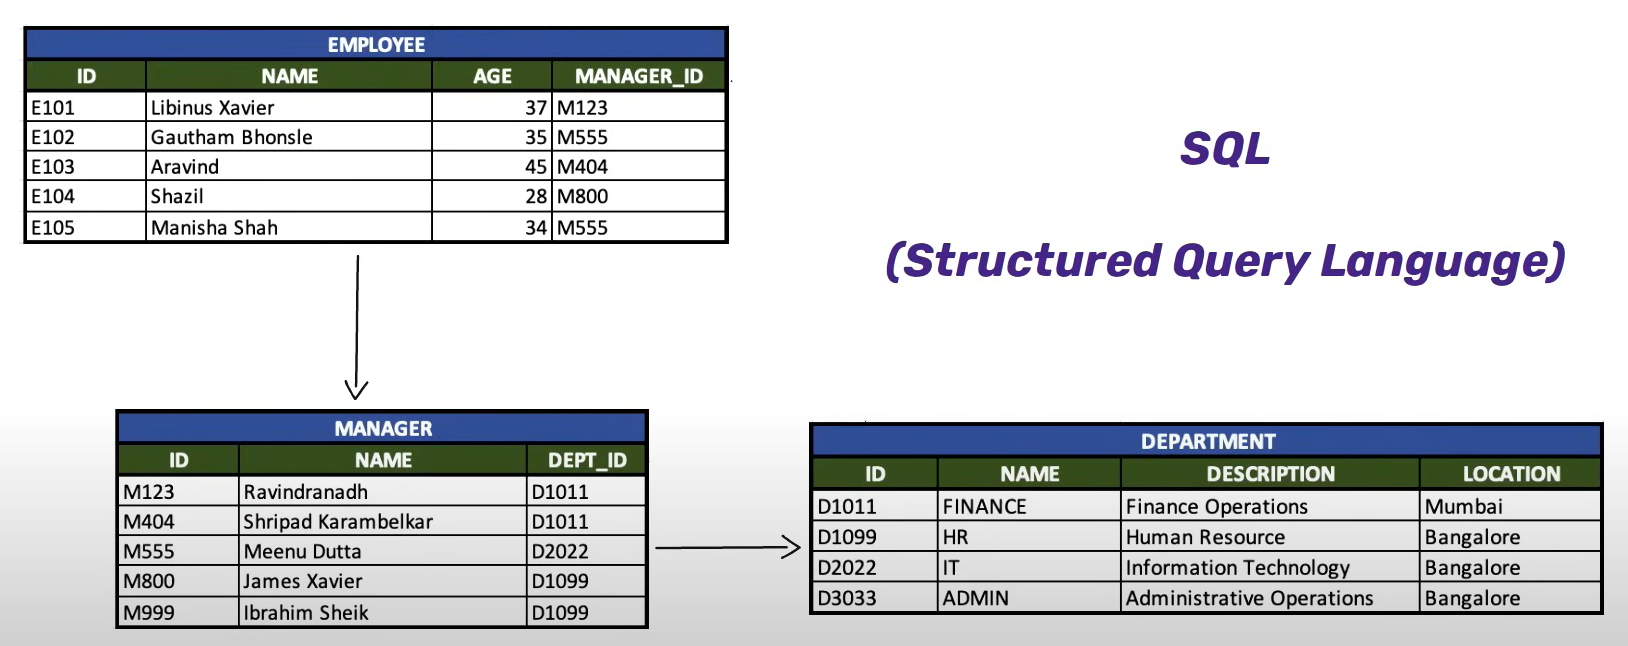 EMPLOYEE
ID NAME AGE MANAGER_ID
E101 Libinus Xavier 37 M123
E102 Gautham Bhonsle 35 M555
E103 Aravind 45 M404
E104 Shazil 28 M800
E105 Manisha Shah 34 M555
SQL
(Structured Query Language)
MANAGER
ID NAME DEPT_ID
M123 Ravindranadh D1011
M404 Shripad Karambelkar D1011
M555 Meenu Dutta D2022
M800 James Xavier D1099
M999 Ibrahim Sheik D1099
DEPARTMENT
ID NAME DESCRIPTION LOCATION
D1011 FINANCE Finance Operations Mumbai
D1099 HR Human Resource Bangalore
D2022 IT Information Technology Bangalore
D3033 ADMIN Administrative Operations Bangalore